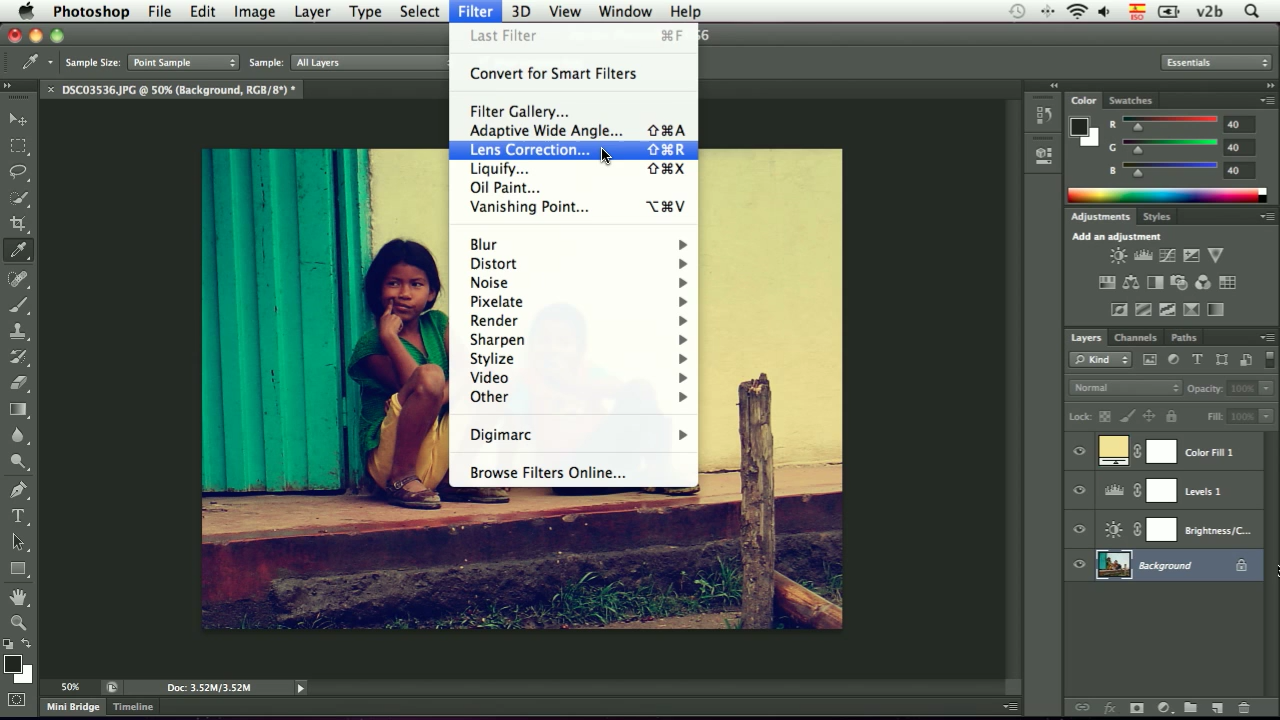 Photoshop File Edit Image Layer Type Select Filter 3D View Window Help v2b
ISO
Last Filter ⌘F
6
Sample Size: Point Sample Sample: All Layers Essentials
Convert for Smart Filters
DSC03536.JPG @ 50% (Background, RGB/8*) *
Filter Gallery...
Adaptive Wide Angle... ⇧⌘A
Lens Correction... ⇧⌘R
Liquify... ⇧⌘X
Oil Paint...
Vanishing Point... ⌥⌘V
Blur
Distort
Noise
Pixelate
Render
Sharpen
Stylize
Video
Other
Digimarc
Browse Filters Online...
Color Swatches
R 40
G 40
B 40
Adjustments Styles
Add an adjustment
Layers Channels Paths
Kind
Normal Opacity: 100%
Lock: Fill: 100%
Color Fill 1
Levels 1
Brightness/C...
Background
50% Doc: 3.52M/3.52M
Mini Bridge Timeline